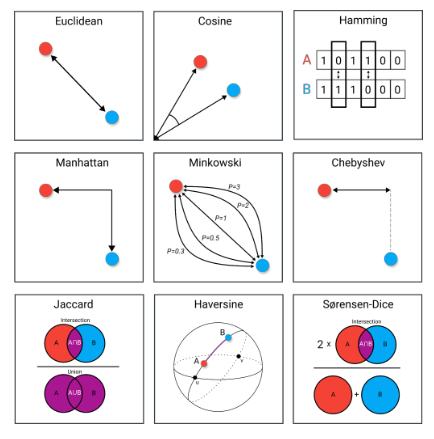 Euclidean
Cosine
Hamming
A 1 0 1 1 0 0
B 1 1 1 0 0 0
Manhattan
Minkowski
P=3
P=2
P=1
P=0.5
P=0.3
Chebyshev
Jaccard
Intersection
A A∩B B
Union
A A∪B B
Haversine
B
A
Sørensen-Dice
Intersection
2 x A A∩B B
A + B